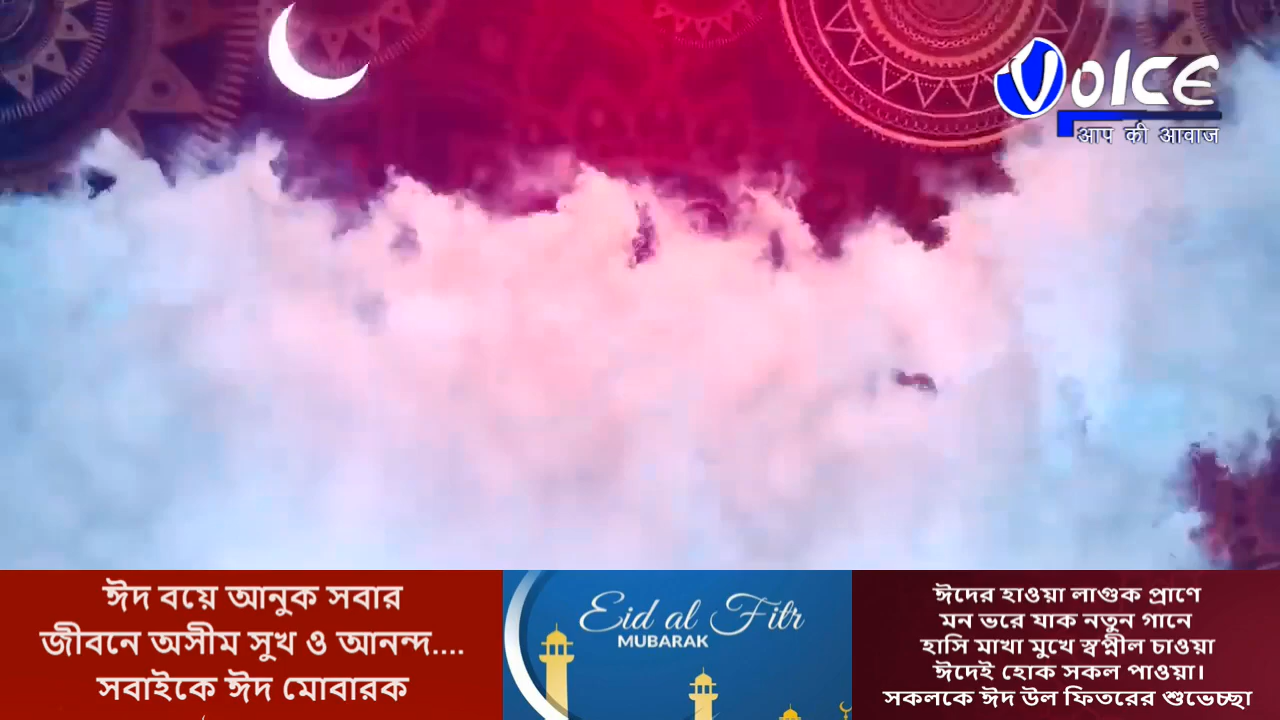 VOICE
आप की आवाज
ঈদ বয়ে আনুক সবার
জীবনে অসীম সুখ ও আনন্দ....
সবাইকে ঈদ মোবারক
Eid al Fitr
MUBARAK
ঈদের হাওয়া লাগুক প্রাণে
মন ভরে যাক নতুন গানে
হাসি মাখা মুখে স্বপ্নীল চাওয়া
ঈদেই হোক সকল পাওয়া।
সকলকে ঈদ উল ফিতরের শুভেচ্ছা